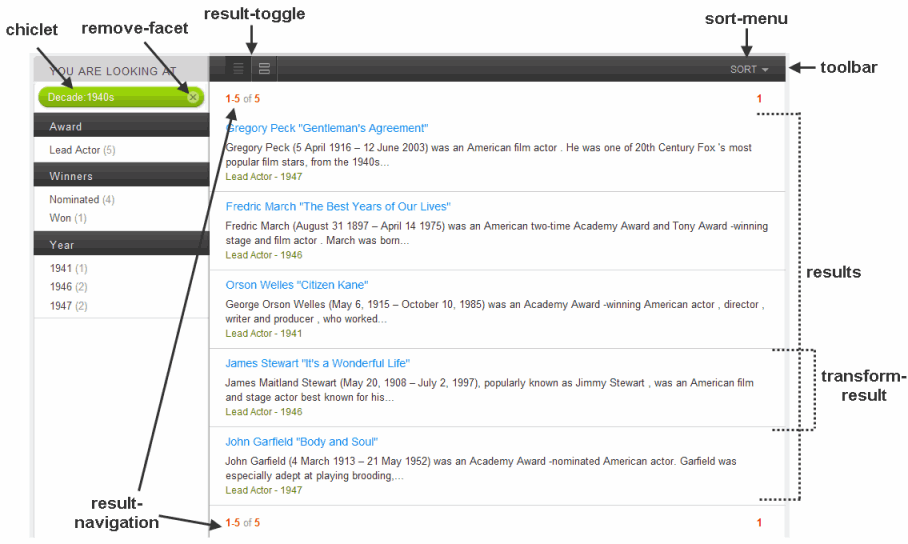 result-toggle
sort-menu
chiclet
remove-facet
toolbar
YOU ARE LOOKING AT
SORT
Decade:1940s
1-5 of 5
1
Award
Lead Actor (5)
Winners
Nominated (4)
Won (1)
Year
1941 (1)
1946 (2)
1947 (2)
Gregory Peck "Gentleman's Agreement"
Gregory Peck (5 April 1916 – 12 June 2003) was an American film actor . He was one of 20th Century Fox 's most
popular film stars, from the 1940s...
Lead Actor - 1947
Fredric March "The Best Years of Our Lives"
Fredric March (August 31 1897 – April 14 1975) was an American two-time Academy Award and Tony Award -winning
stage and film actor . March was born...
Lead Actor - 1946
Orson Welles "Citizen Kane"
George Orson Welles (May 6, 1915 – October 10, 1985) was an Academy Award -winning American actor , director ,
writer and producer , who worked...
Lead Actor - 1941
James Stewart "It's a Wonderful Life"
James Maitland Stewart (May 20, 1908 – July 2, 1997), popularly known as Jimmy Stewart , was an American film
and stage actor best known for his...
Lead Actor - 1946
John Garfield "Body and Soul"
John Garfield (4 March 1913 – 21 May 1952) was an Academy Award -nominated American actor. Garfield was
especially adept at playing brooding,...
Lead Actor - 1947
1-5 of 5
1
results
transform-
result
result-
navigation